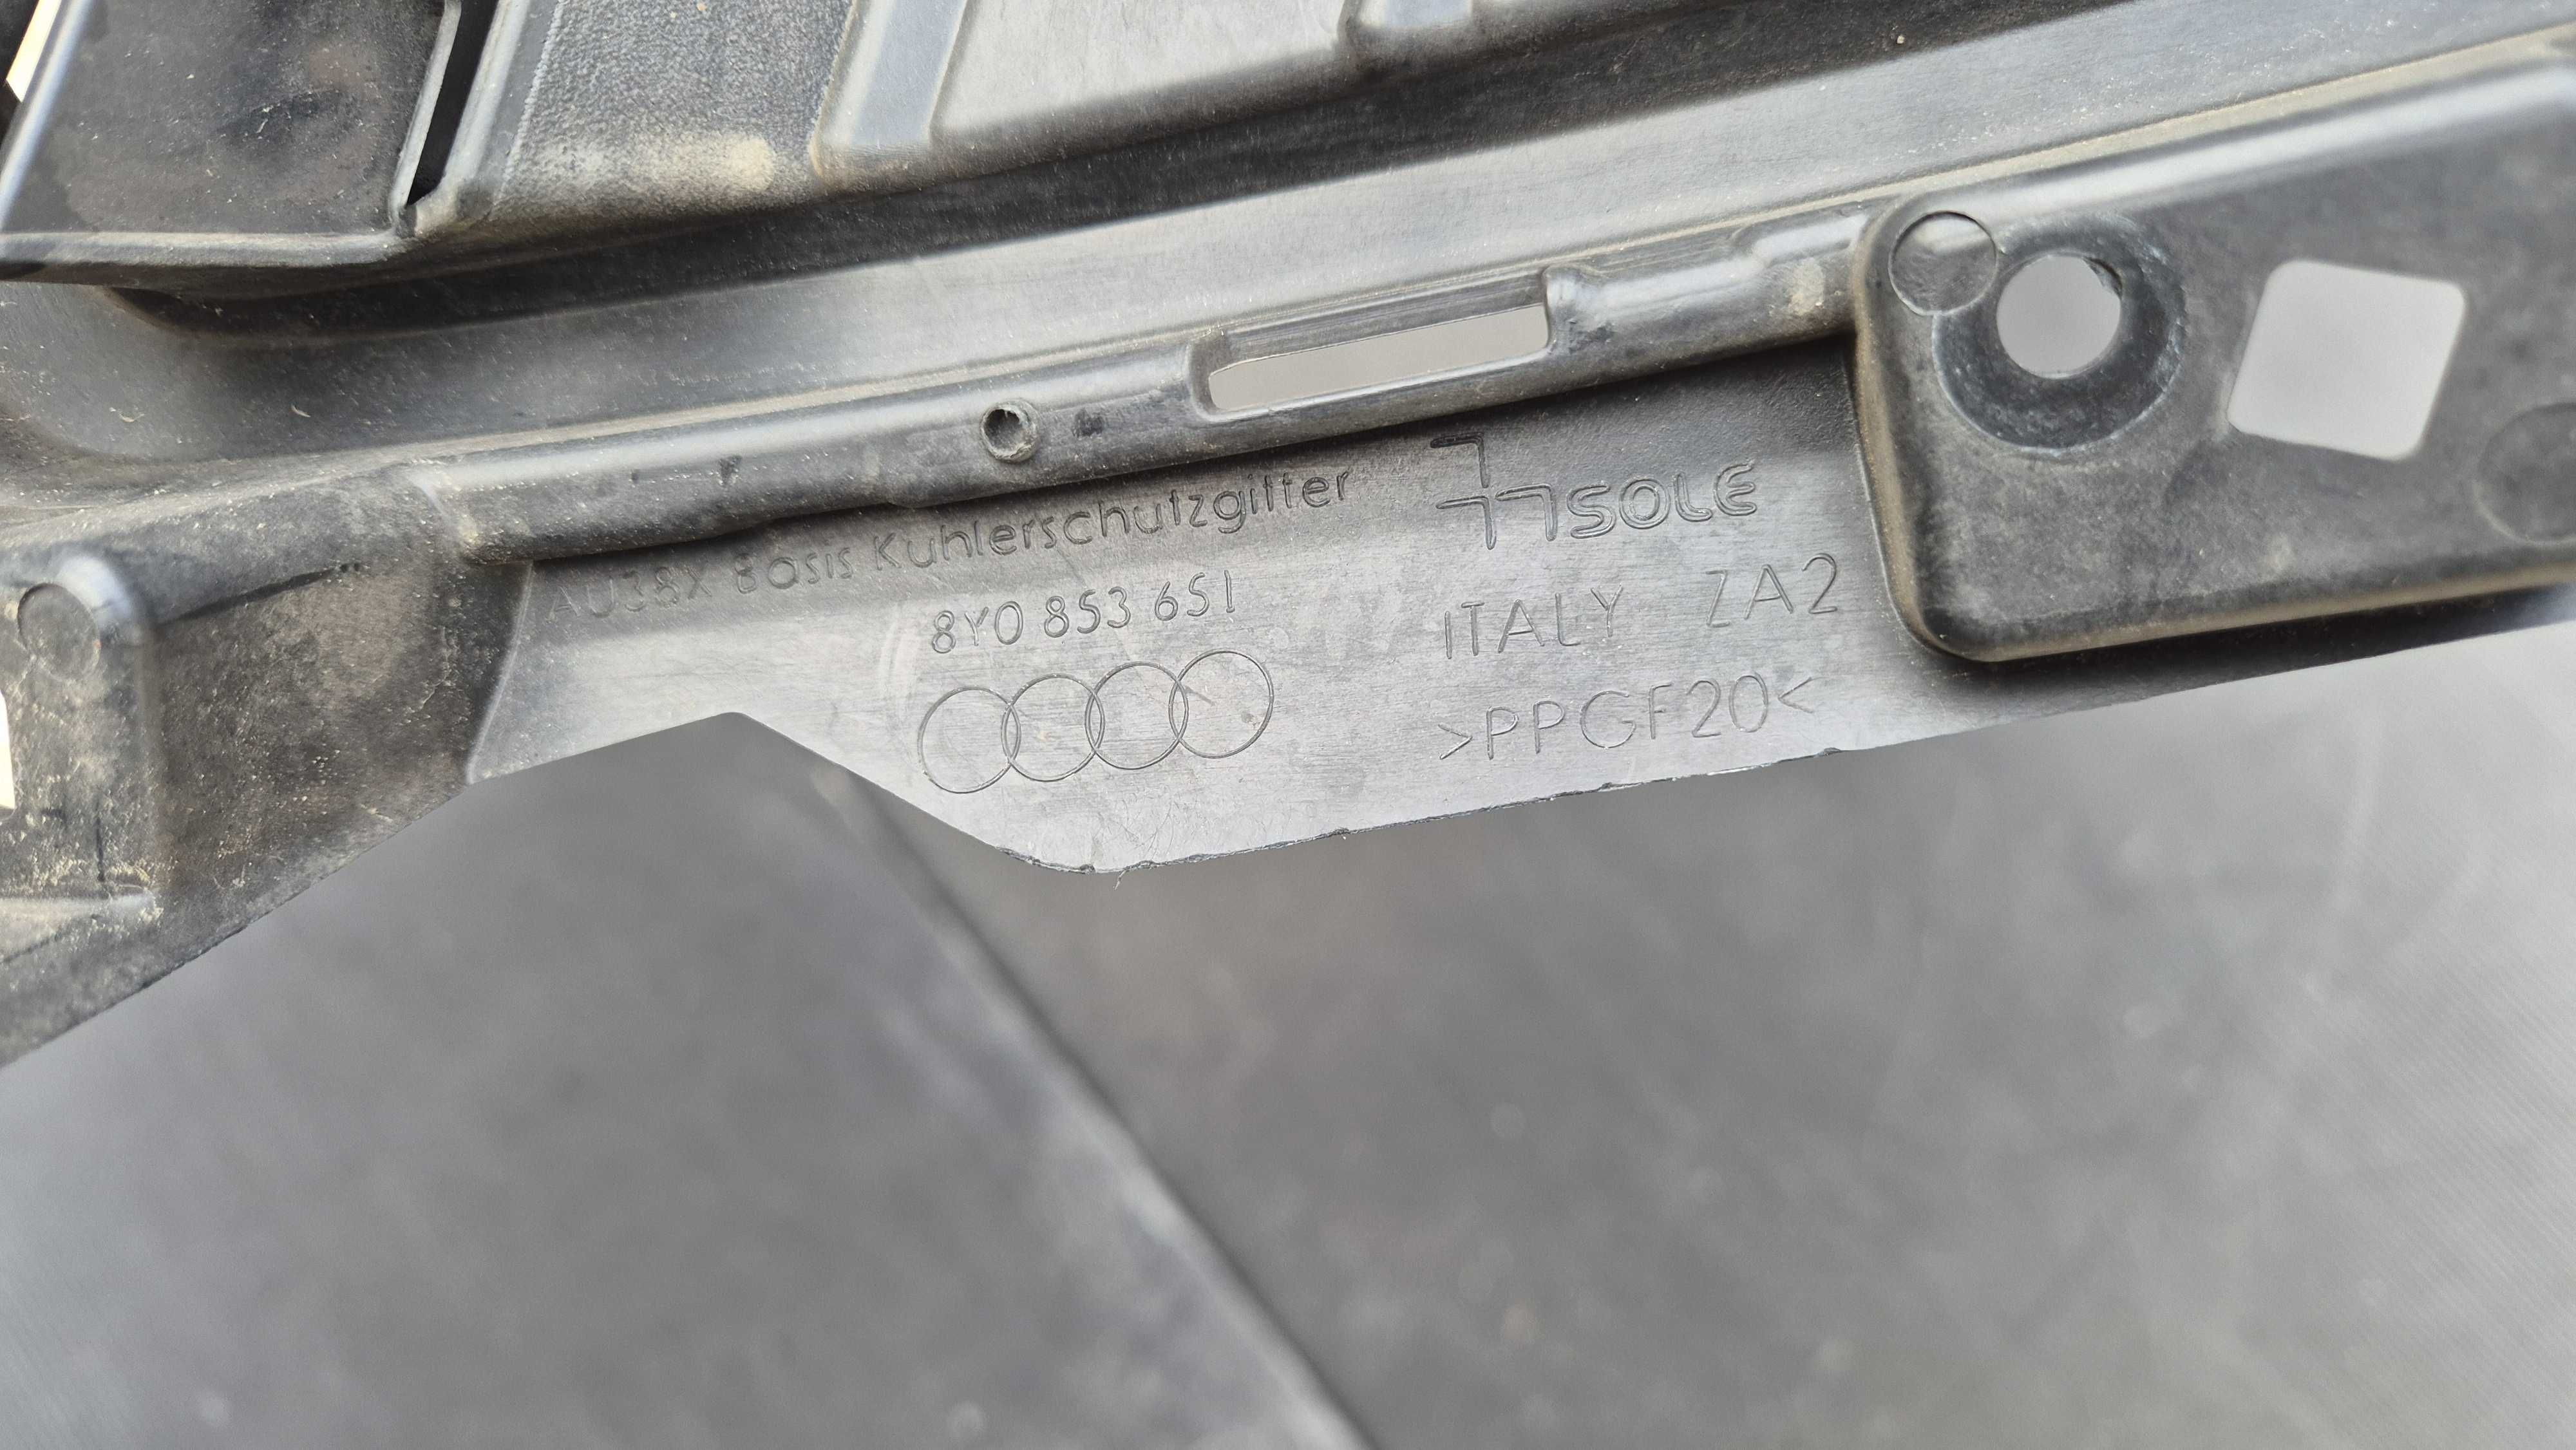 AU38X Basis Kuhlerschutzgitter
8Y0 853 651
SOLE
ITALY ZA2
>PPGF20<